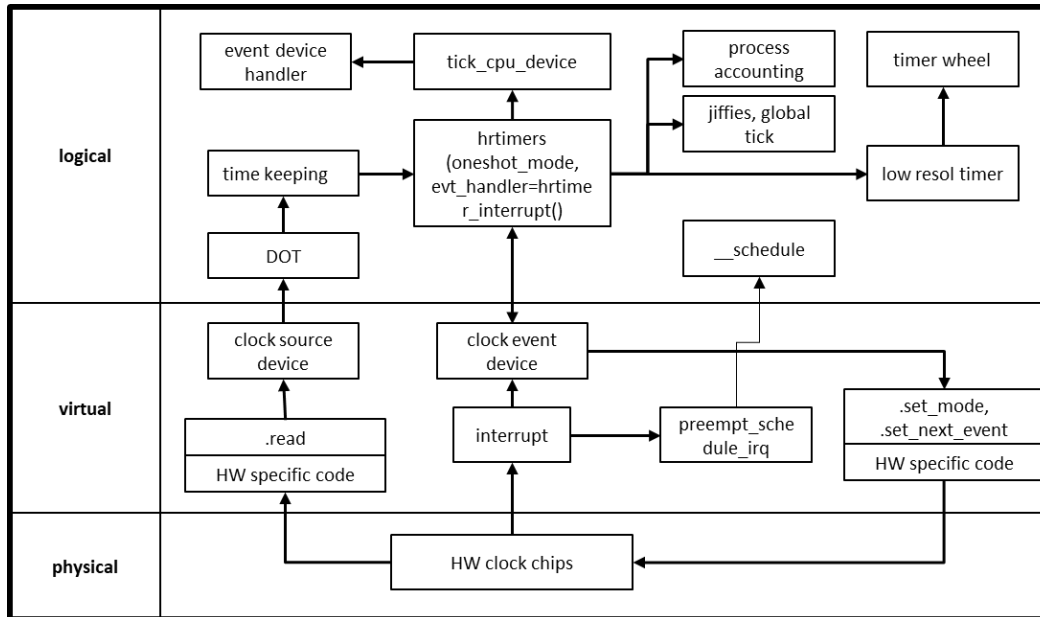 logical
event device
handler
tick_cpu_device
process
accounting
timer wheel
jiffies, global
tick
hrtimers
(oneshot_mode,
evt_handler=hrtime
r_interrupt()
time keeping
low resol timer
DOT
__schedule
virtual
clock source
device
clock event
device
.set_mode,
.set_next_event
HW specific code
.read
HW specific code
interrupt
preempt_sche
dule_irq
physical
HW clock chips